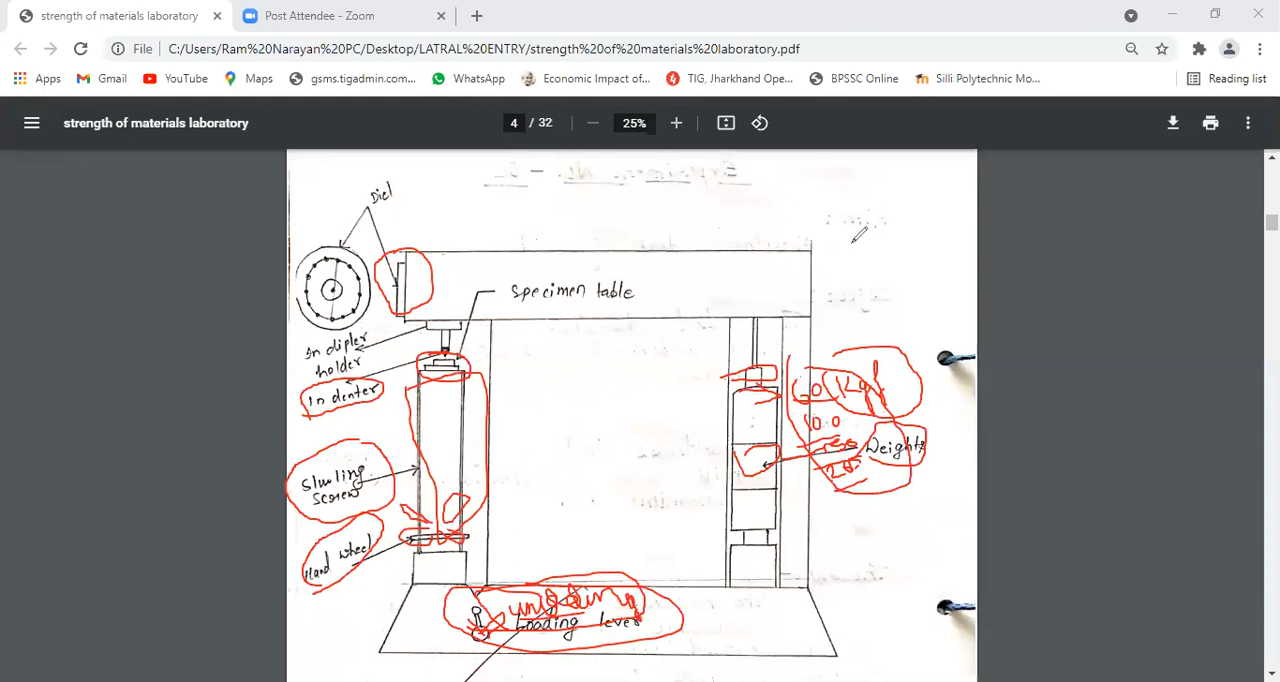 strength of materials laboratory
Post Attendee - Zoom
File C:/Users/Ram%20Narayan%20PC/Desktop/LATRAL%20ENTRY/strength%20of%20materials%20laboratory.pdf
Apps Gmail YouTube Maps gsms.tigadmin.com... WhatsApp Economic Impact of... TIG, Jharkhand Ope... BPSSC Online Silli Polytechnic Mo... Reading list
strength of materials laboratory 4 / 32 25%
Diel
specimen table
holder
In denter
Weights
screw
Hand wheel
Loading lever